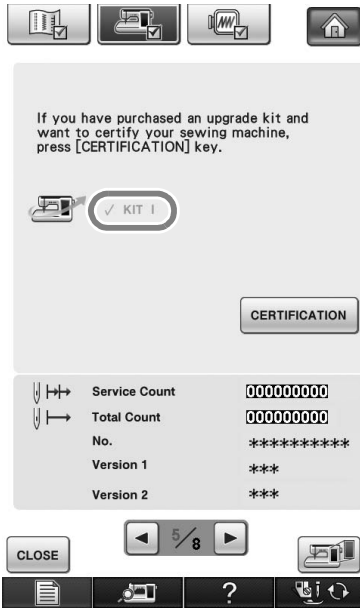 If you have purchased an upgrade kit and
want to certify your sewing machine,
press [CERTIFICATION] key.
✓ KIT I
CERTIFICATION
Service Count 000000000
Total Count 000000000
No. **********
Version 1 ***
Version 2 ***
CLOSE
5/8
?